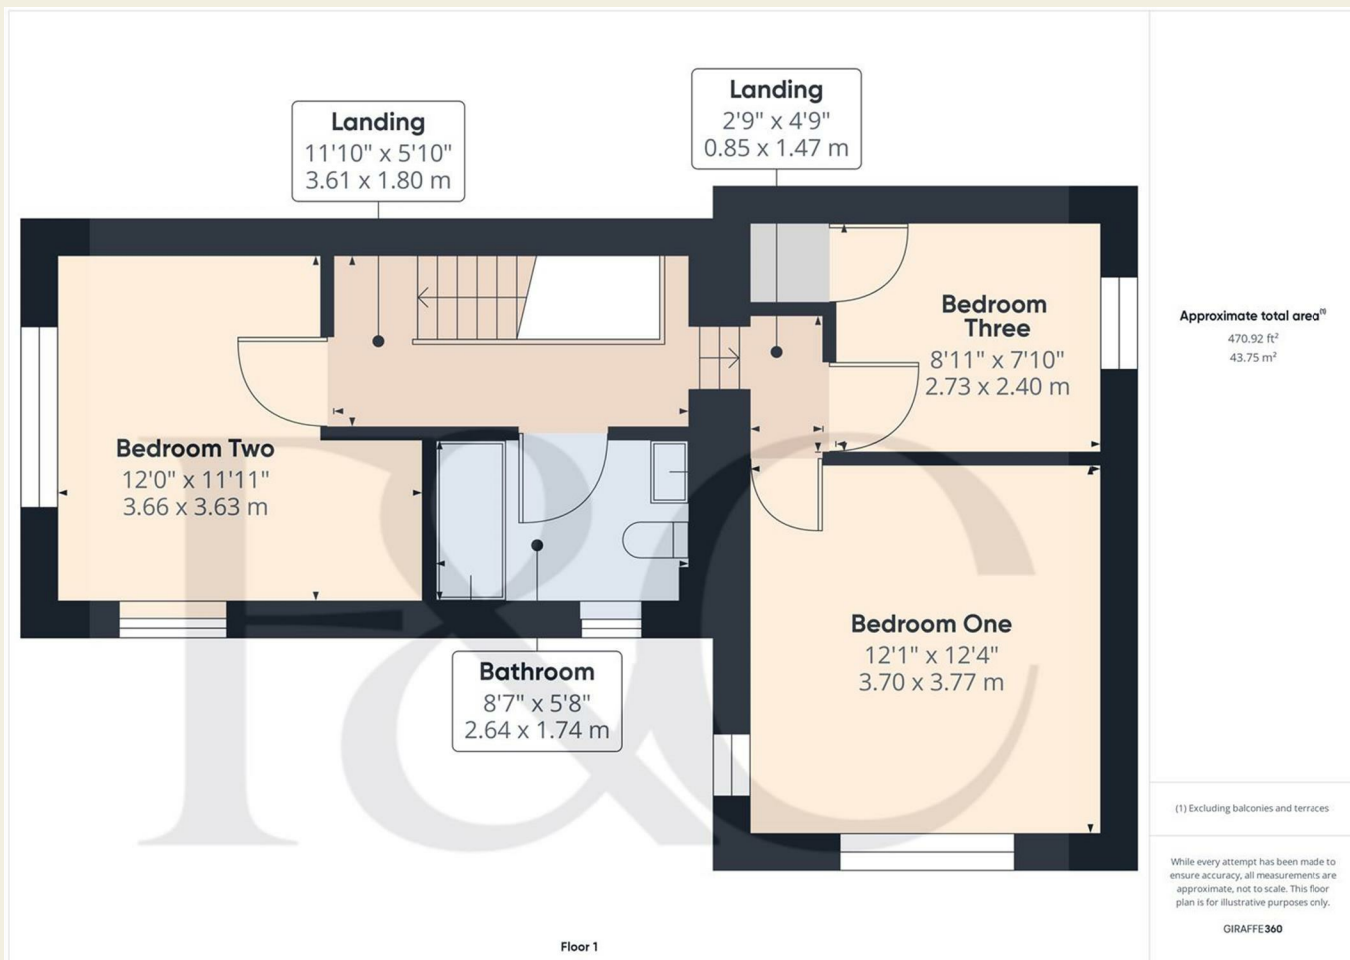 Landing
11'10" x 5'10"
3.61 x 1.80 m
Landing
2'9" x 4'9"
0.85 x 1.47 m
Bedroom
Three
8'11" x 7'10"
2.73 x 2.40 m
Bedroom Two
12'0" x 11'11"
3.66 x 3.63 m
Bedroom One
12'1" x 12'4"
3.70 x 3.77 m
Bathroom
8'7" x 5'8"
2.64 x 1.74 m
F&C
Floor 1
Approximate total area(1)
470.92 ft²
43.75 m²
(1) Excluding balconies and terraces
While every attempt has been made to
ensure accuracy, all measurements are
approximate, not to scale. This floor
plan is for illustrative purposes only.
GIRAFFE360